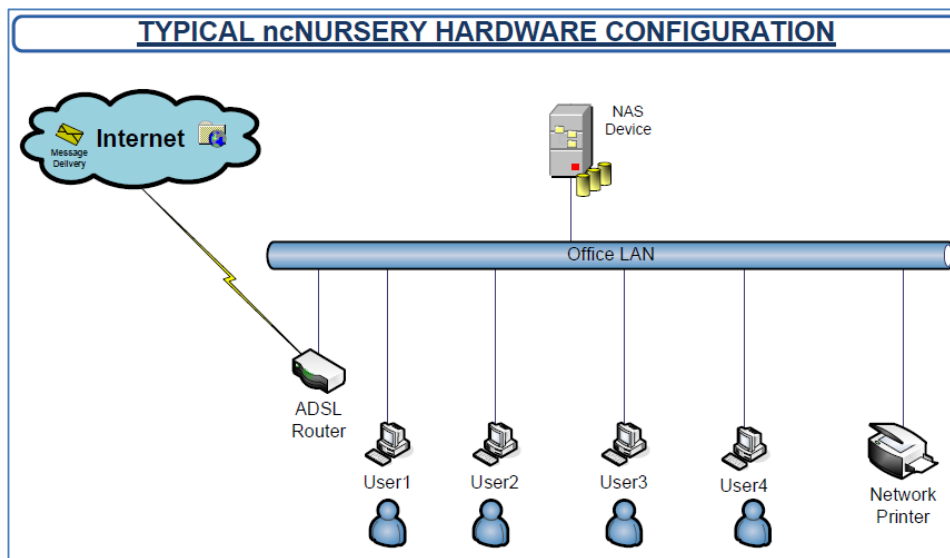 TYPICAL ncNURSERY HARDWARE CONFIGURATION
NAS
Device
Internet
Message
Delivery
Office LAN
ADSL
Router
User1
User2
User3
User4
Network
Printer